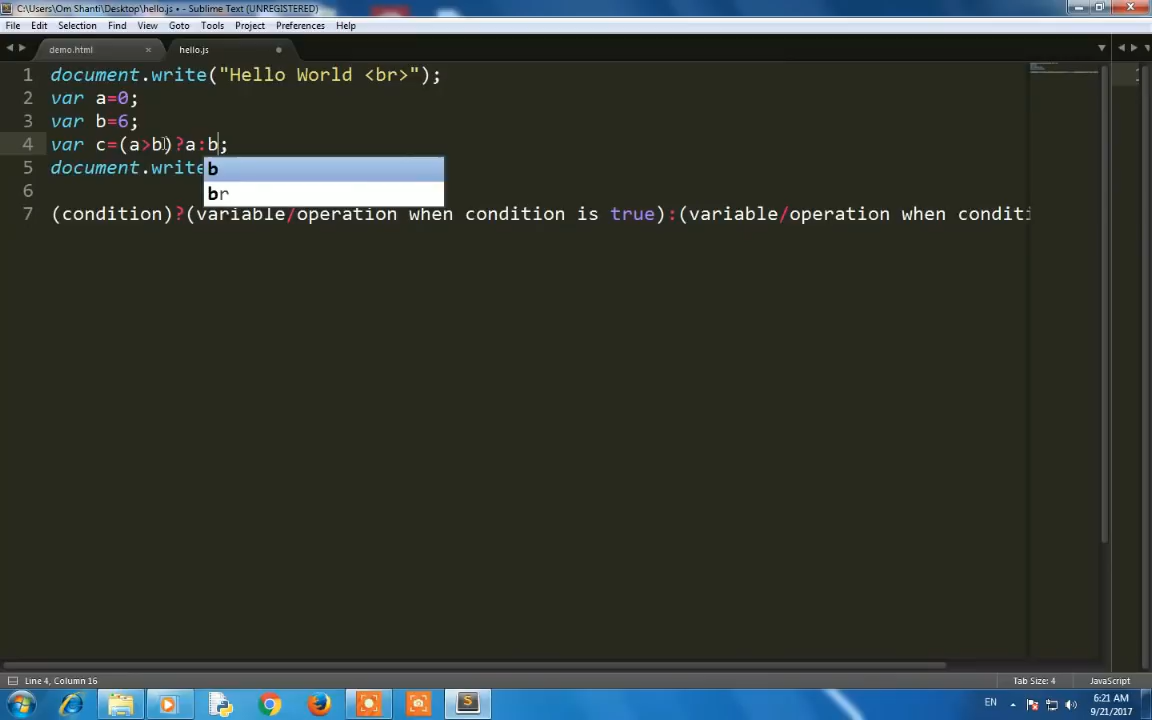 C:\Users\Om Shanti\Desktop\hello.js • - Sublime Text (UNREGISTERED)
File Edit Selection Find View Goto Tools Project Preferences Help
demo.html × hello.js
1 document.write("Hello World <br>");
2 var a=0;
3 var b=6;
4 var c=(a>b)?a:b;
5 document.write
b
br
6
7 (condition)?(variable/operation when condition is true):(variable/operation when conditi
1
Line 4, Column 16 Tab Size: 4 JavaScript
EN 6:21 AM
9/21/2017